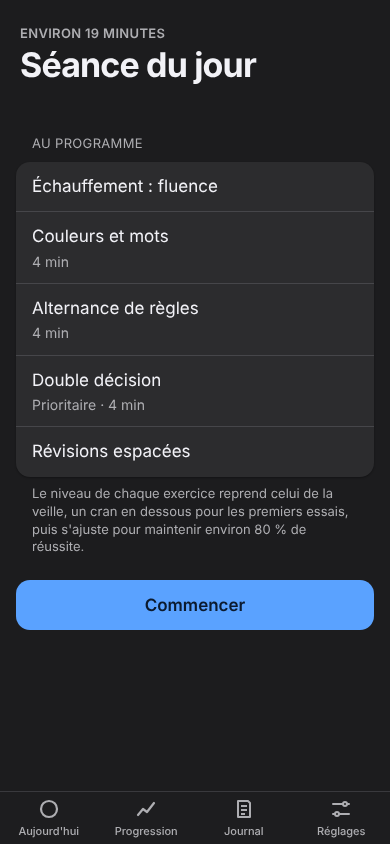 ENVIRON 19 MINUTES
Séance du jour
AU PROGRAMME
Échauffement : fluence
Couleurs et mots
4 min
Alternance de règles
4 min
Double décision
Prioritaire · 4 min
Révisions espacées
Le niveau de chaque exercice reprend celui de la
veille, un cran en dessous pour les premiers essais,
puis s'ajuste pour maintenir environ 80 % de
réussite.
Commencer
Aujourd'hui
Progression
Journal
Réglages